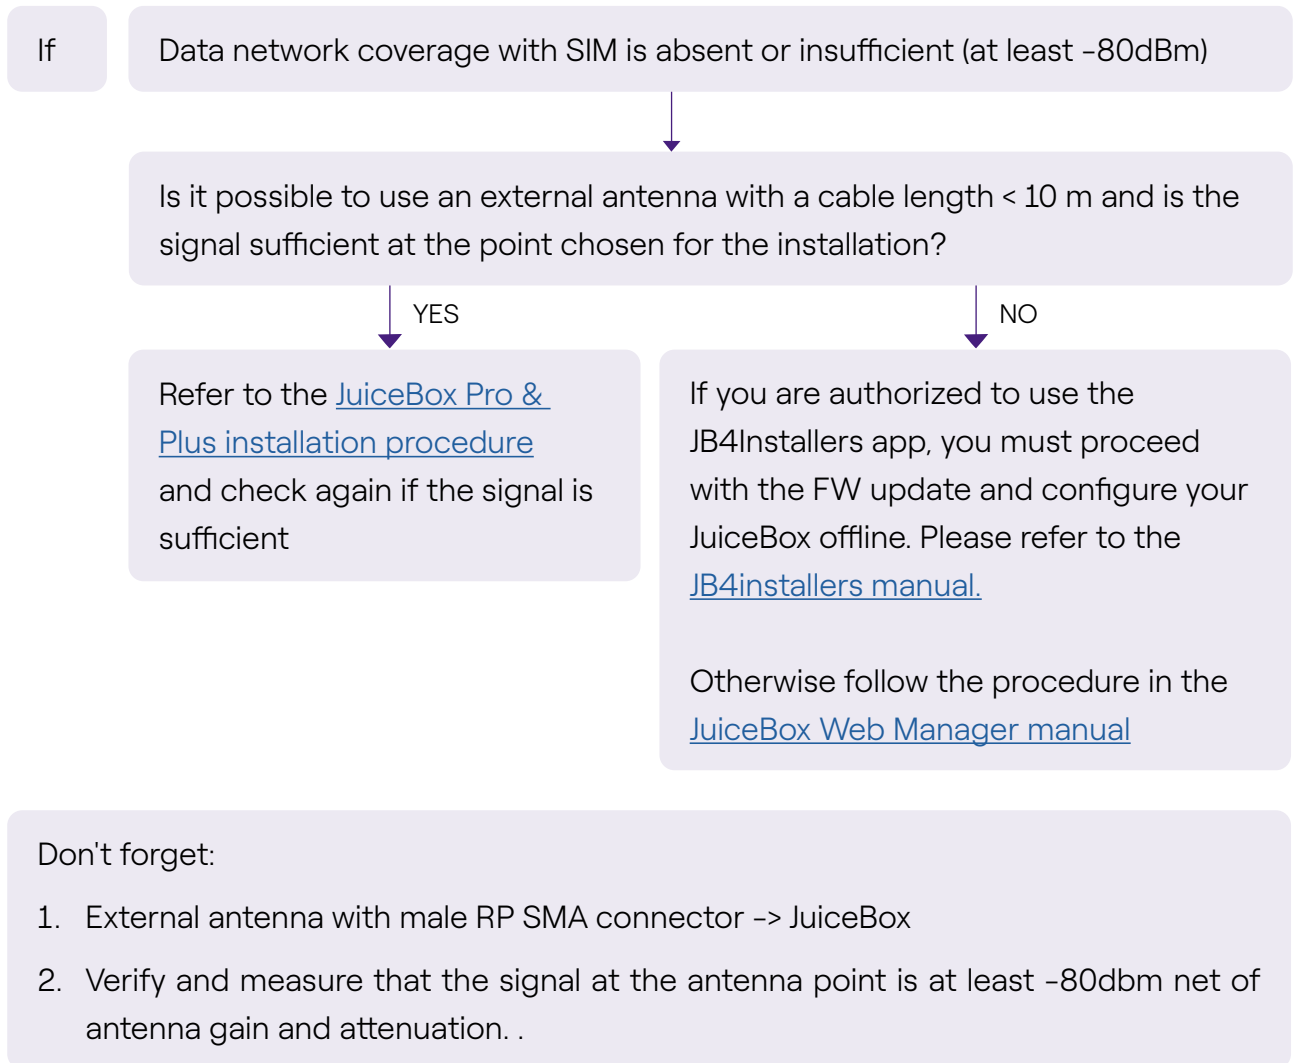 If
Data network coverage with SIM is absent or insufficient (at least -80dBm)
Is it possible to use an external antenna with a cable length < 10 m and is the
signal sufficient at the point chosen for the installation?
YES
NO
Refer to the JuiceBox Pro &
Plus installation procedure
and check again if the signal is
sufficient
If you are authorized to use the
JB4Installers app, you must proceed
with the FW update and configure your
JuiceBox offline. Please refer to the
JB4installers manual.
Otherwise follow the procedure in the
JuiceBox Web Manager manual
Don't forget:
1. External antenna with male RP SMA connector -> JuiceBox
2. Verify and measure that the signal at the antenna point is at least -80dbm net of
antenna gain and attenuation. .